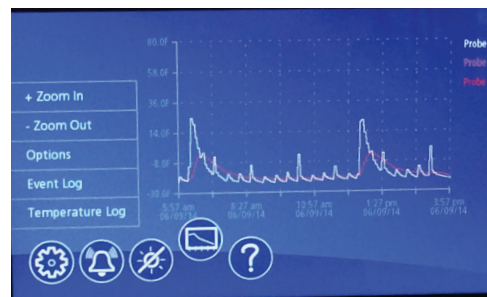 80.0F
58.0F
36.0F
14.0F
-8.0F
-30.0F
Probe
Probe
Probe
+ Zoom In
- Zoom Out
Options
Event Log
Temperature Log
5:57 am
06/09/14
8:27 am
06/09/14
10:57 am
06/09/14
1:27 pm
06/09/14
3:57 pm
06/09/14
?